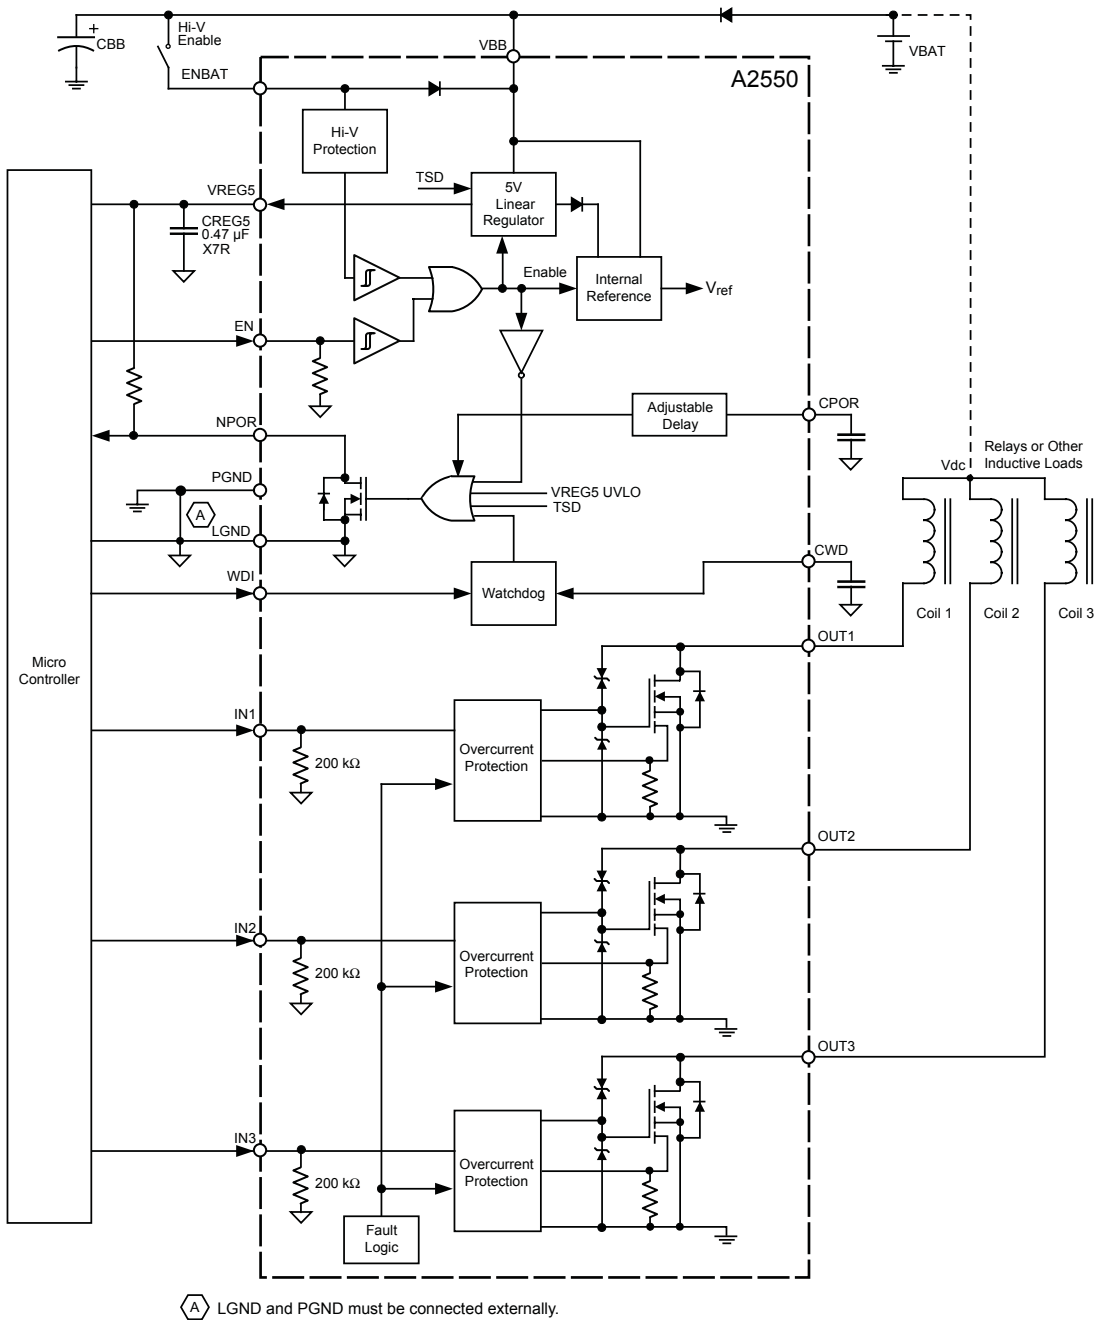 +
CBB
Hi-V
Enable
ENBAT
VBB
VBAT
A2550
Hi-V
Protection
TSD
5V
Linear
Regulator
VREG5
CREG5
0.47 µF
X7R
Enable
Internal
Reference
Vref
EN
Adjustable
Delay
CPOR
NPOR
PGND
A
LGND
VREG5 UVLO
TSD
Vdc
Relays or Other
Inductive Loads
WDI
Watchdog
CWD
Coil 1
Coil 2
Coil 3
OUT1
Micro
Controller
IN1
200 kΩ
Overcurrent
Protection
OUT2
IN2
200 kΩ
Overcurrent
Protection
OUT3
IN3
200 kΩ
Overcurrent
Protection
Fault
Logic
A LGND and PGND must be connected externally.